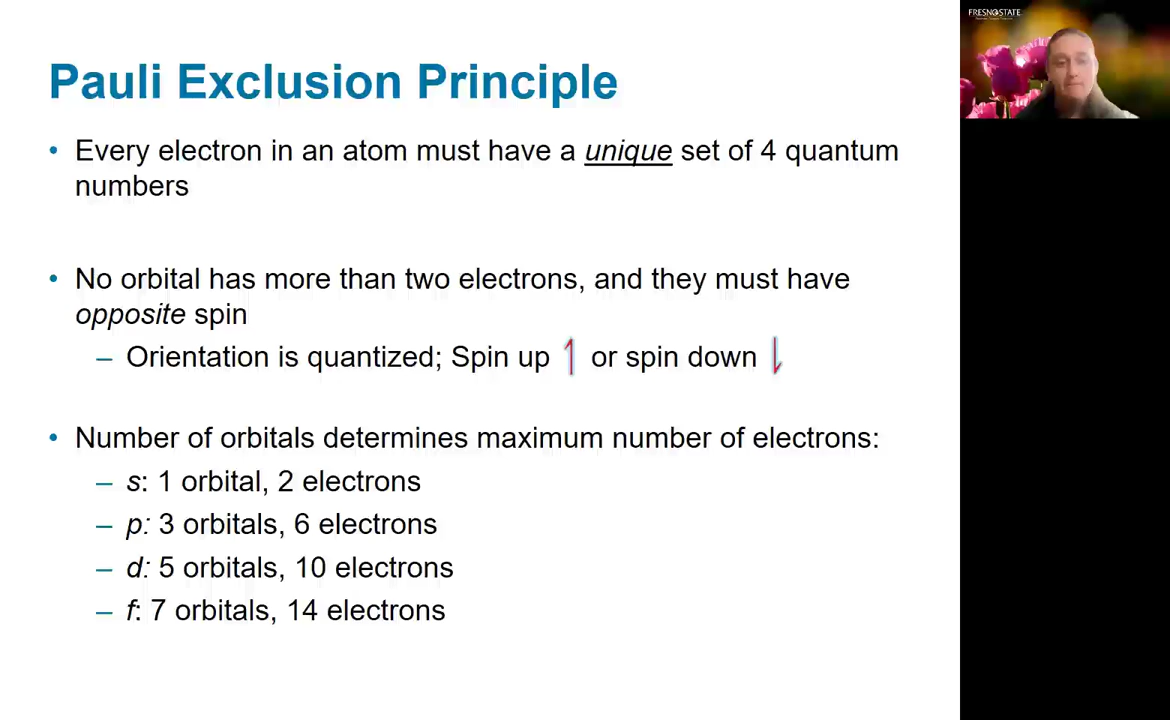 FRESNO STATE
Pauli Exclusion Principle
• Every electron in an atom must have a unique set of 4 quantum
numbers
• No orbital has more than two electrons, and they must have
opposite spin
– Orientation is quantized; Spin up ↿ or spin down ⇂
• Number of orbitals determines maximum number of electrons:
– s: 1 orbital, 2 electrons
– p: 3 orbitals, 6 electrons
– d: 5 orbitals, 10 electrons
– f: 7 orbitals, 14 electrons